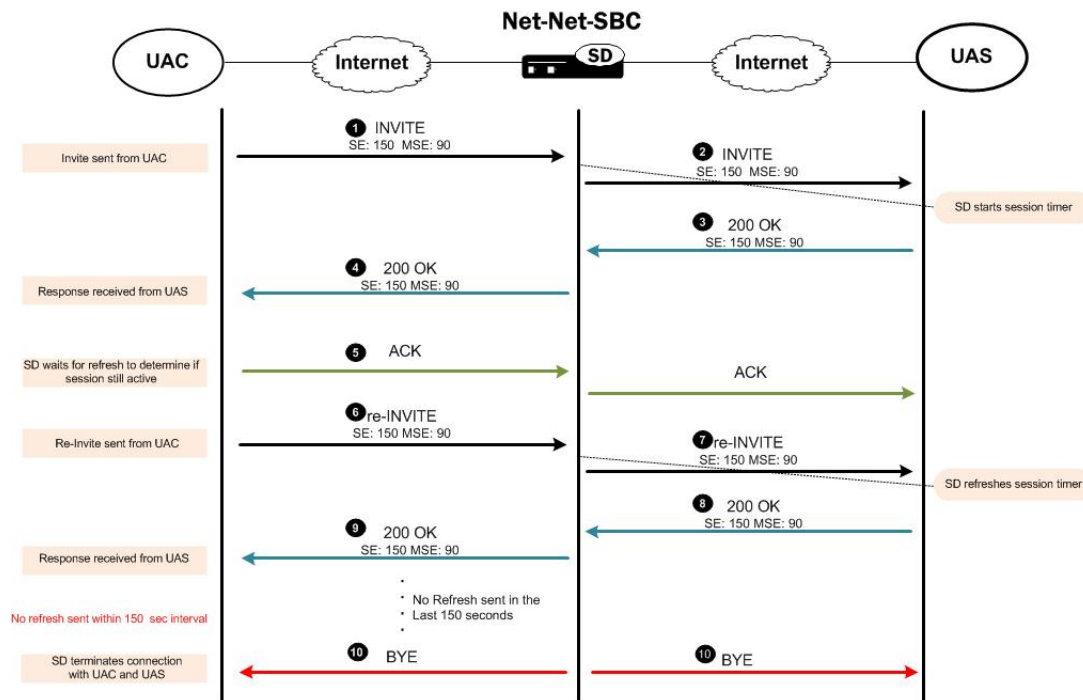 Net-Net-SBC
UAC
Internet
SD
Internet
UAS
1 INVITE
SE: 150 MSE: 90
Invite sent from UAC
2 INVITE
SE: 150 MSE: 90
SD starts session timer
3 200 OK
SE: 150 MSE: 90
4 200 OK
SE: 150 MSE: 90
Response received from UAS
5 ACK
SD waits for refresh to determine if
session still active
ACK
6 re-INVITE
SE: 150 MSE: 90
Re-Invite sent from UAC
7 re-INVITE
SE: 150 MSE: 90
SD refreshes session timer
8 200 OK
SE: 150 MSE: 90
9 200 OK
SE: 150 MSE: 90
Response received from UAS
No Refresh sent in the
Last 150 seconds
No refresh sent within 150 sec interval
10 BYE
10 BYE
SD terminates connection
with UAC and UAS